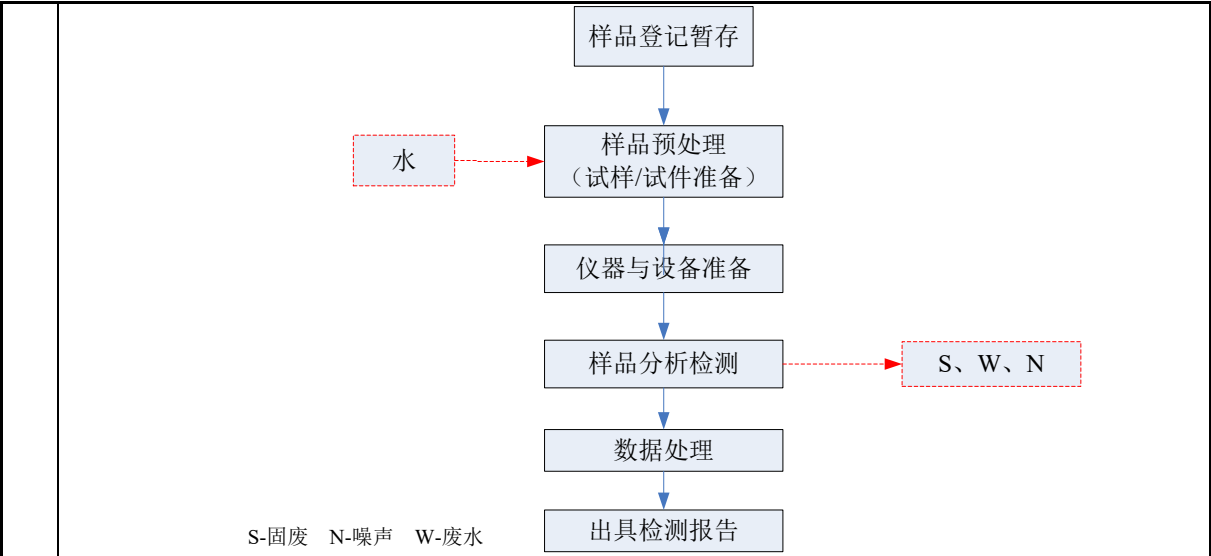 样品登记暂存
水
样品预处理
（试样/试件准备）
仪器与设备准备
样品分析检测
S、W、N
数据处理
出具检测报告
S-固废 N-噪声 W-废水